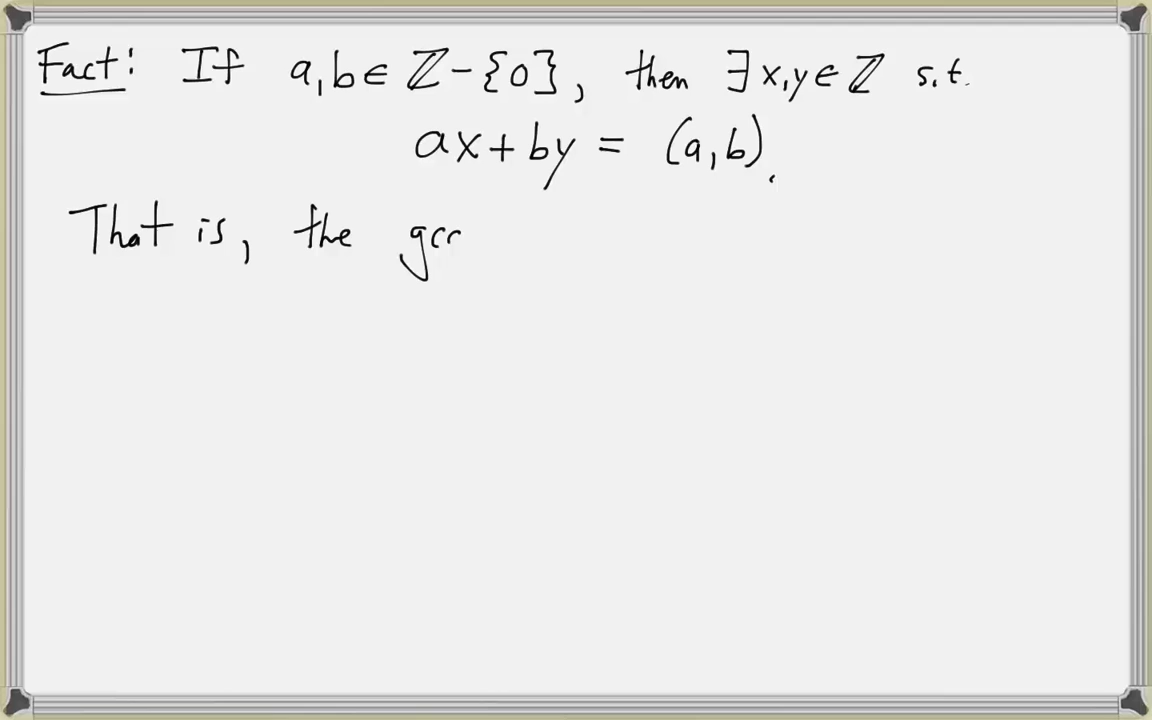 Fact: If a,b ∈ ℤ-{0}, then ∃ x,y ∈ ℤ s.t.
ax + by = (a,b).
That is, the